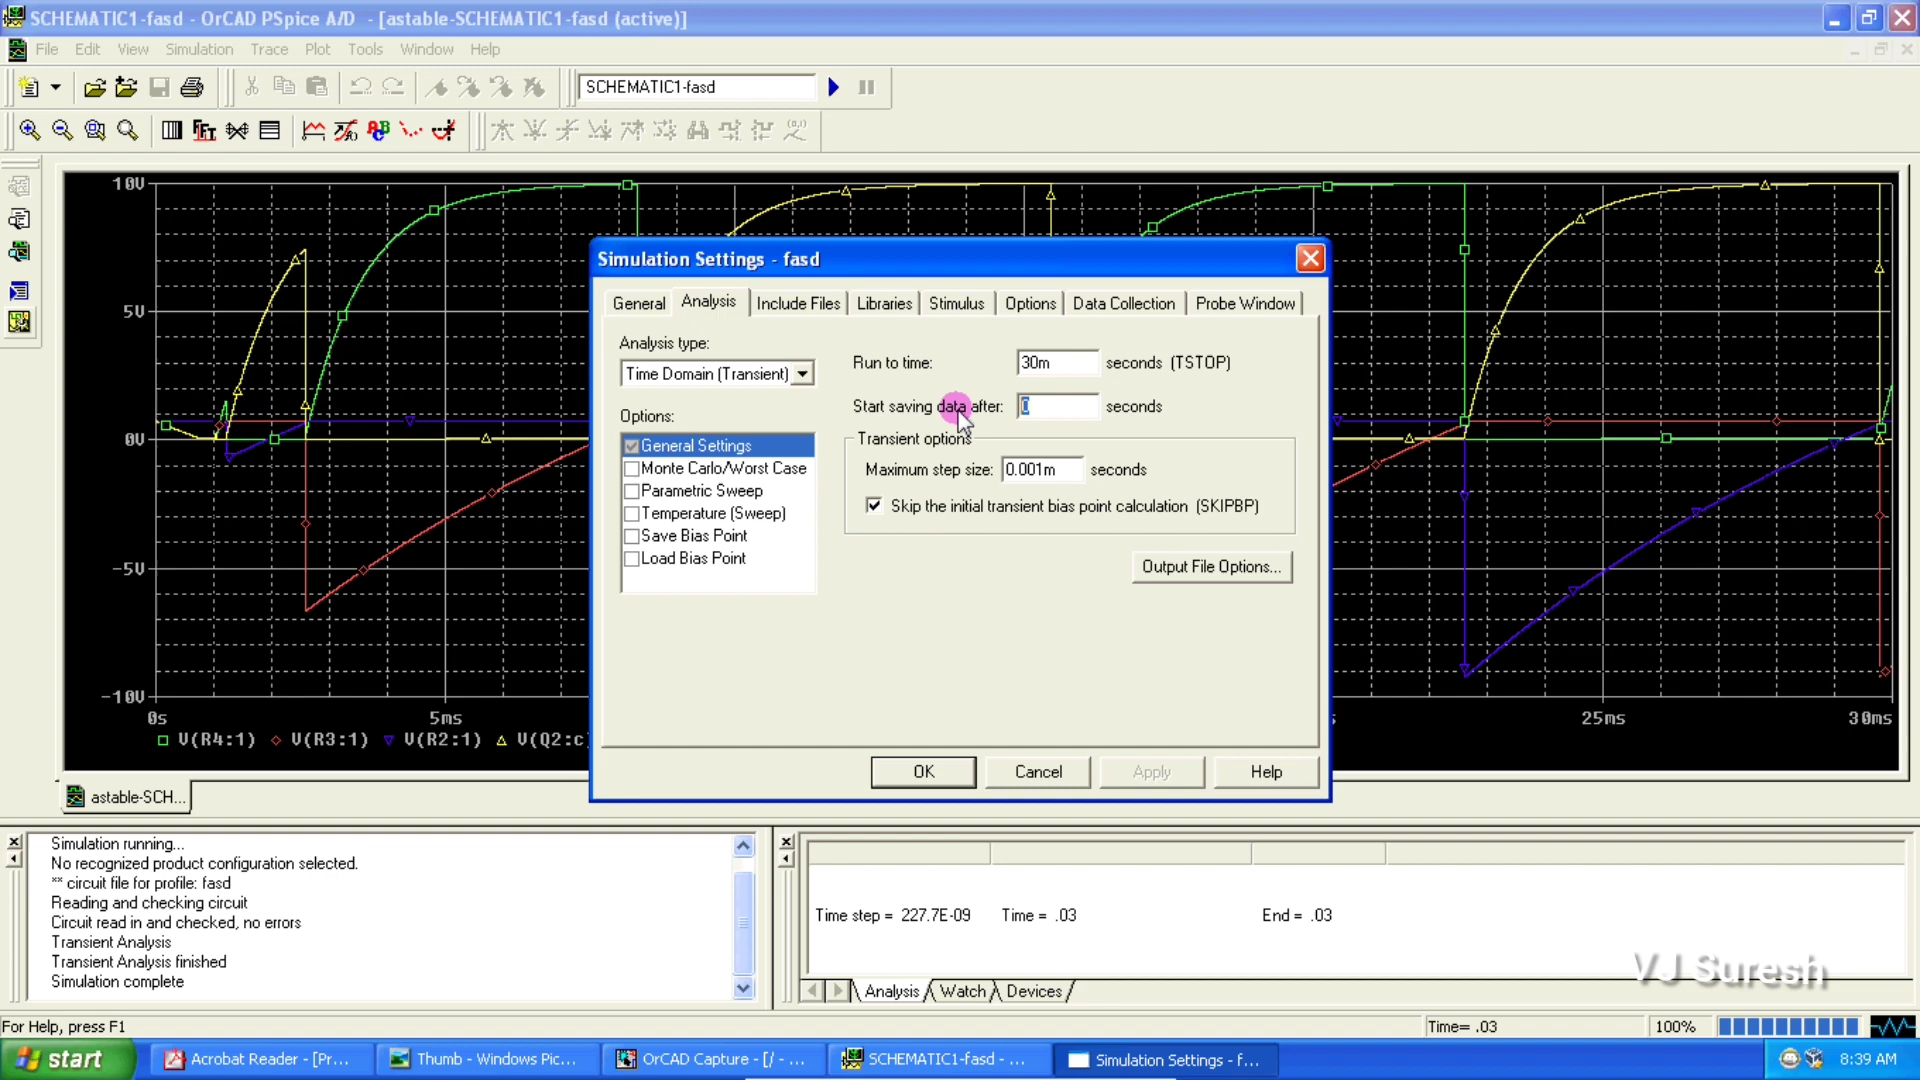 SCHEMATIC1-fasd - OrCAD PSpice A/D - [astable-SCHEMATIC1-fasd (active)]
File Edit View Simulation Trace Plot Tools Window Help
SCHEMATIC1-fasd
10V
5V
0V
-5V
-10V
0s 5ms 25ms 30ms
V(R4:1) V(R3:1) V(R2:1) V(Q2:c
Simulation Settings - fasd
General Analysis Include Files Libraries Stimulus Options Data Collection Probe Window
Analysis type:
Time Domain (Transient)
Options:
General Settings
Monte Carlo/Worst Case
Parametric Sweep
Temperature (Sweep)
Save Bias Point
Load Bias Point
Run to time: 30m seconds (TSTOP)
Start saving data after: 0 seconds
Transient options
Maximum step size: 0.001m seconds
Skip the initial transient bias point calculation (SKIPBP)
Output File Options...
OK Cancel Apply Help
astable-SCH...
Simulation running...
No recognized product configuration selected.
** circuit file for profile: fasd
Reading and checking circuit
Circuit read in and checked, no errors
Transient Analysis
Transient Analysis finished
Simulation complete
Time step = 227.7E-09 Time = .03 End = .03
Analysis Watch Devices
VJ Suresh
For Help, press F1 Time= .03 100%
start Acrobat Reader - [Pr... Thumb - Windows Pic... OrCAD Capture - [/ - ... SCHEMATIC1-fasd - ... Simulation Settings - f... 8:39 AM